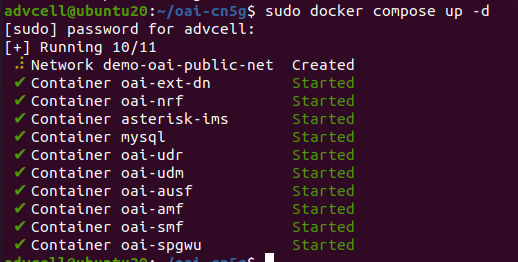 advcell@ubuntu20:~/oai-cn5g$ sudo docker compose up -d
[sudo] password for advcell:
[+] Running 10/11
⠼ Network demo-oai-public-net Created
✔ Container oai-ext-dn Started
✔ Container oai-nrf Started
✔ Container asterisk-ims Started
✔ Container mysql Started
✔ Container oai-udr Started
✔ Container oai-udm Started
✔ Container oai-ausf Started
✔ Container oai-amf Started
✔ Container oai-smf Started
✔ Container oai-spgwu Started
advcell@ubuntu20:~/oai-cn5g$